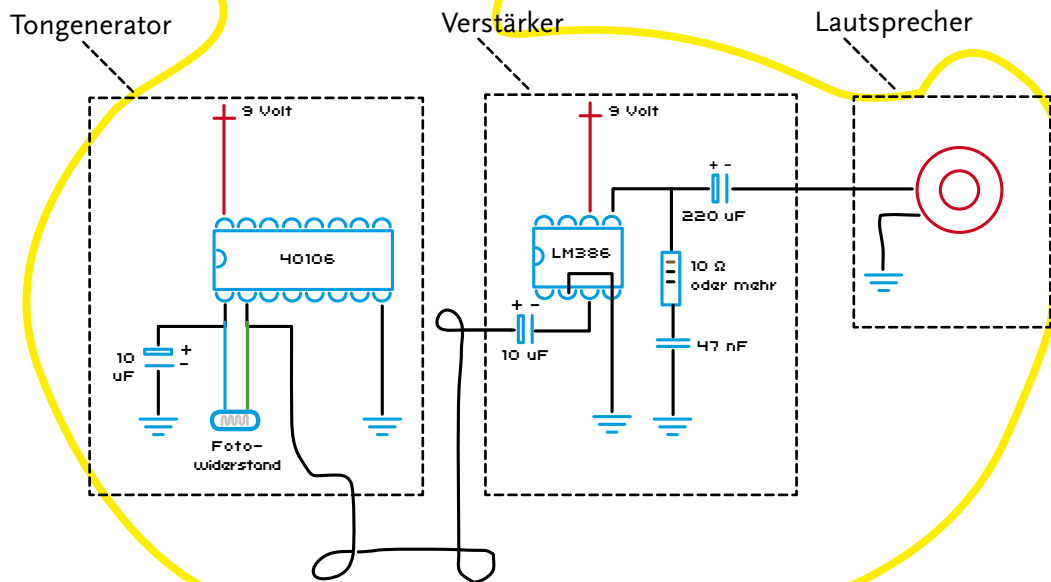 Tongenerator
Verstärker
Lautsprecher
9 Volt
40106
10
uF
+
-
Foto-
widerstand
9 Volt
LM386
+ -
10 uF
+ -
220 uF
10 Ω
oder mehr
47 nF